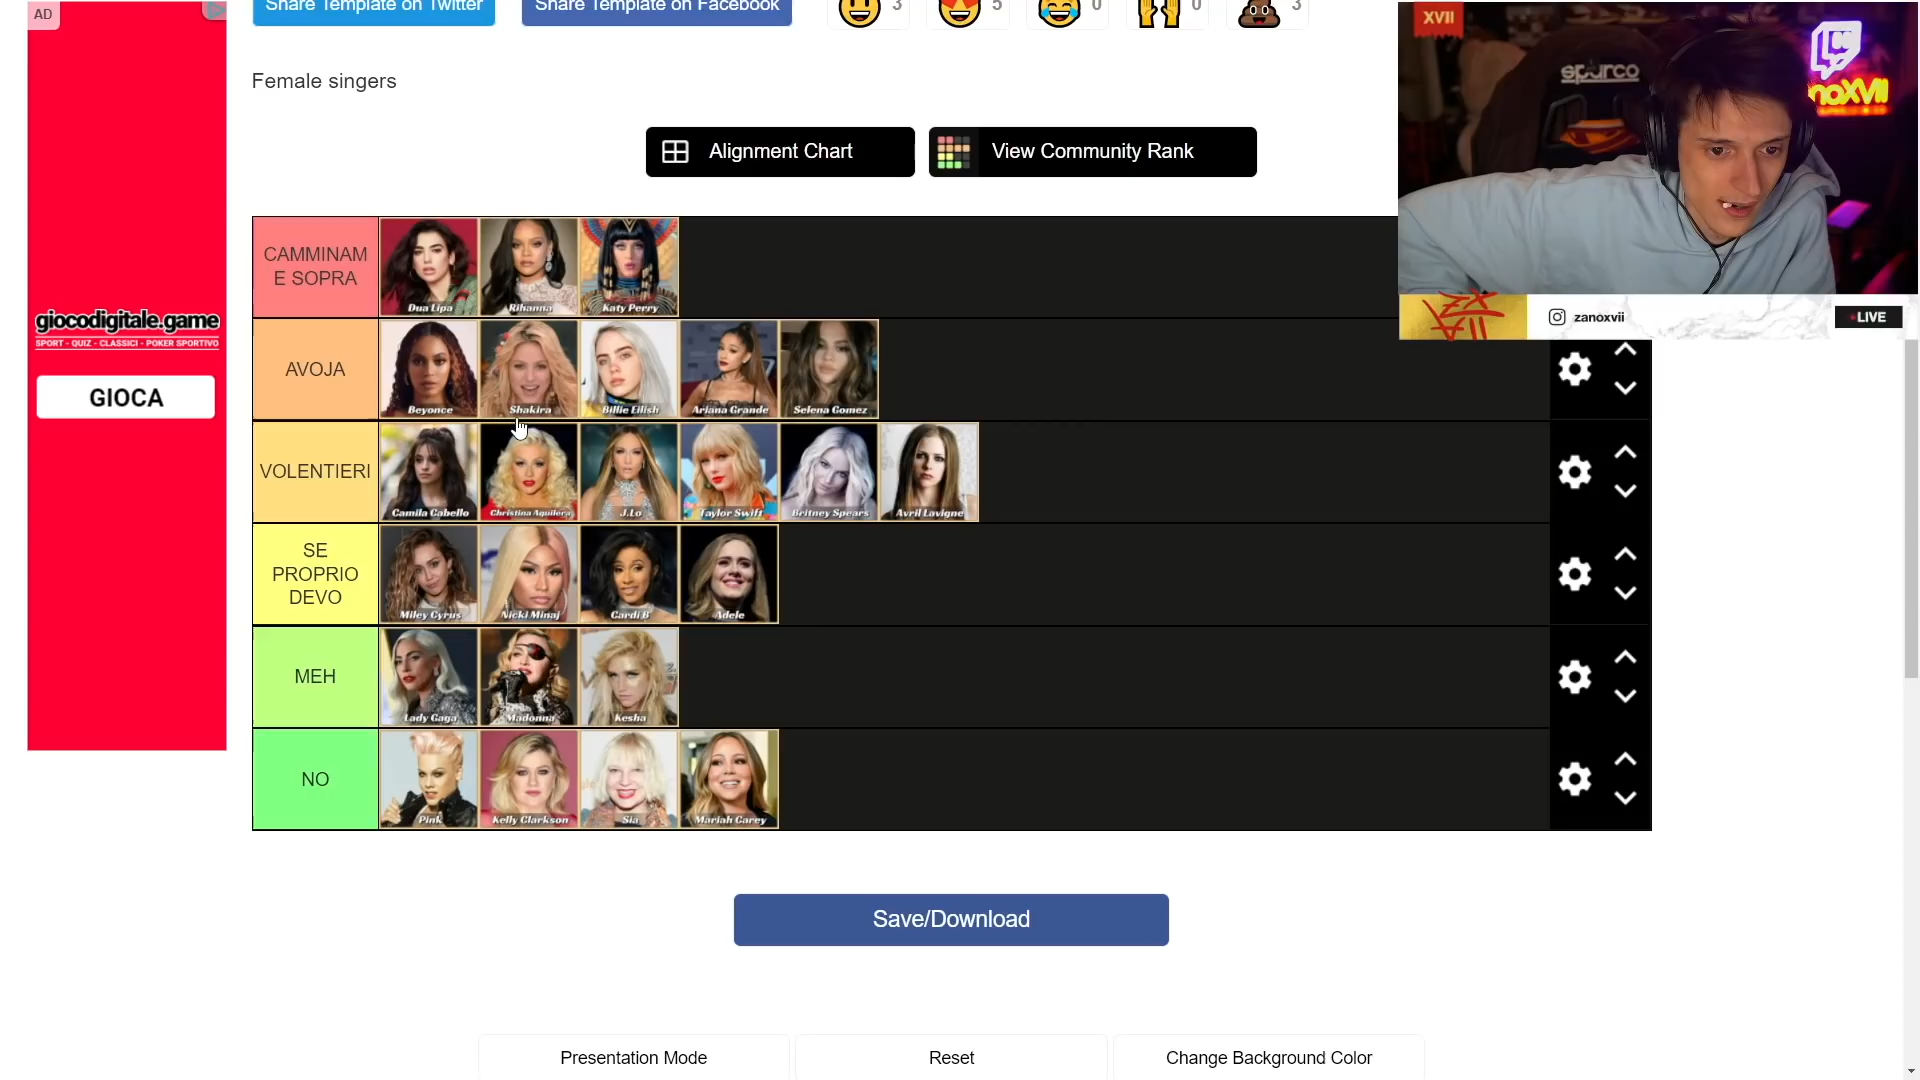 AD
Share Template on Twitter
Share Template on Facebook
3
5
0
0
3
XVII
sparco
noXVII
Female singers
Alignment Chart
View Community Rank
zanoxvii
LIVE
giocodigitale.game
SPORT - QUIZ - CLASSICI - POKER SPORTIVO
GIOCA
CAMMINAM
E SOPRA
Dua Lipa
Rihanna
Katy Perry
AVOJA
Beyonce
Shakira
Billie Eilish
Ariana Grande
Selena Gomez
VOLENTIERI
Camila Cabello
Christina Aguilera
J.Lo
Taylor Swift
Britney Spears
Avril Lavigne
SE
PROPRIO
DEVO
Miley Cyrus
Nicki Minaj
Cardi B
Adele
MEH
Lady Gaga
Madonna
Kesha
NO
Pink
Kelly Clarkson
Sia
Mariah Carey
Save/Download
Presentation Mode
Reset
Change Background Color